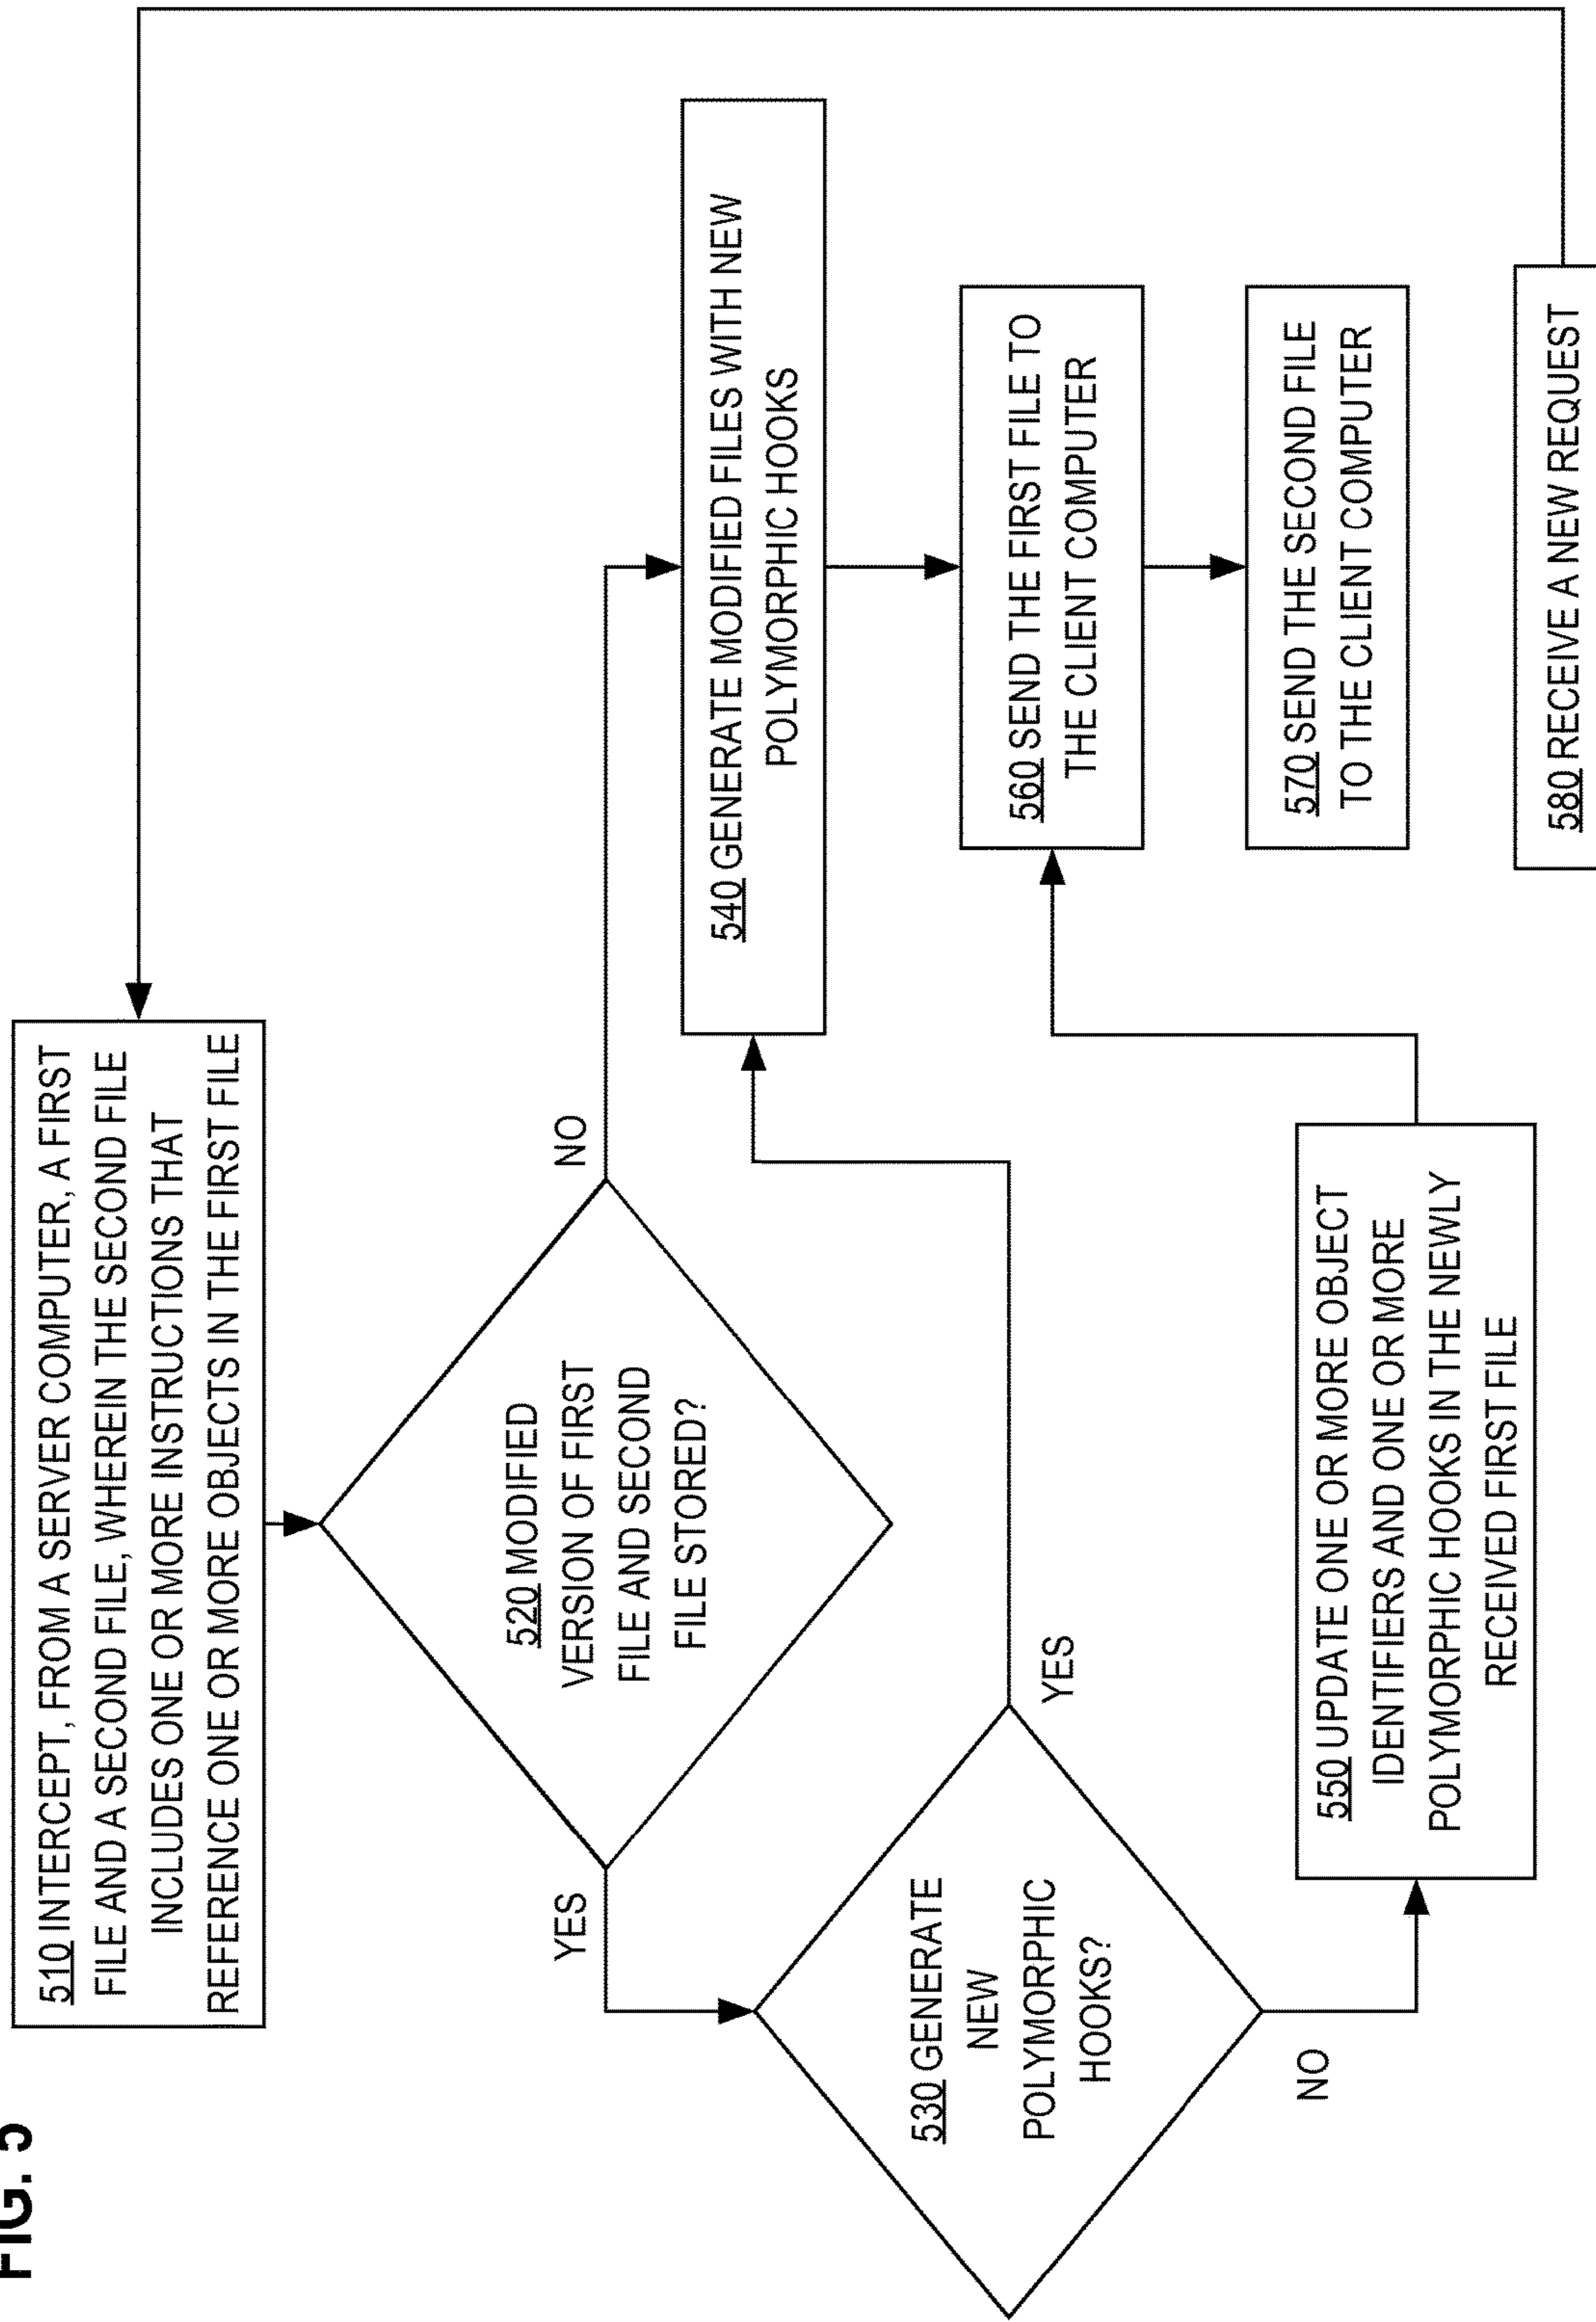 FIG. 5
510 INTERCEPT, FROM A SERVER COMPUTER, A FIRST
FILE AND A SECOND FILE, WHEREIN THE SECOND FILE
INCLUDES ONE OR MORE INSTRUCTIONS THAT
REFERENCE ONE OR MORE OBJECTS IN THE FIRST FILE
520 MODIFIED
VERSION OF FIRST
FILE AND SECOND
FILE STORED?
YES
NO
530 GENERATE
NEW
POLYMORPHIC
HOOKS?
YES
NO
540 GENERATE MODIFIED FILES WITH NEW
POLYMORPHIC HOOKS
550 UPDATE ONE OR MORE OBJECT
IDENTIFIERS AND ONE OR MORE
POLYMORPHIC HOOKS IN THE NEWLY
RECEIVED FIRST FILE
560 SEND THE FIRST FILE TO
THE CLIENT COMPUTER
570 SEND THE SECOND FILE
TO THE CLIENT COMPUTER
580 RECEIVE A NEW REQUEST